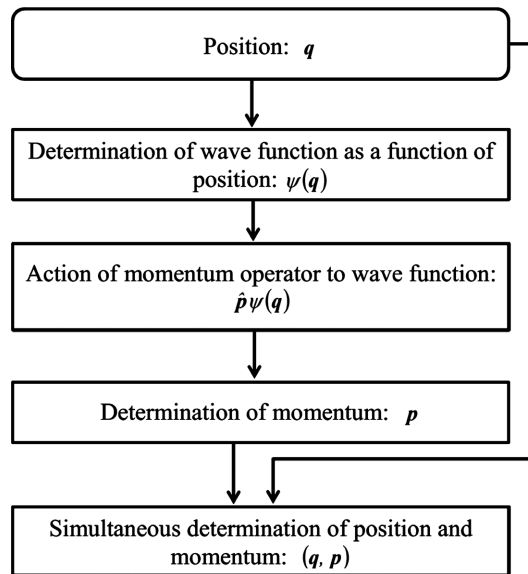 Position: q
Determination of wave function as a function of
position: ψ(q)
Action of momentum operator to wave function:
p̂ψ(q)
Determination of momentum: p
Simultaneous determination of position and
momentum: (q, p)